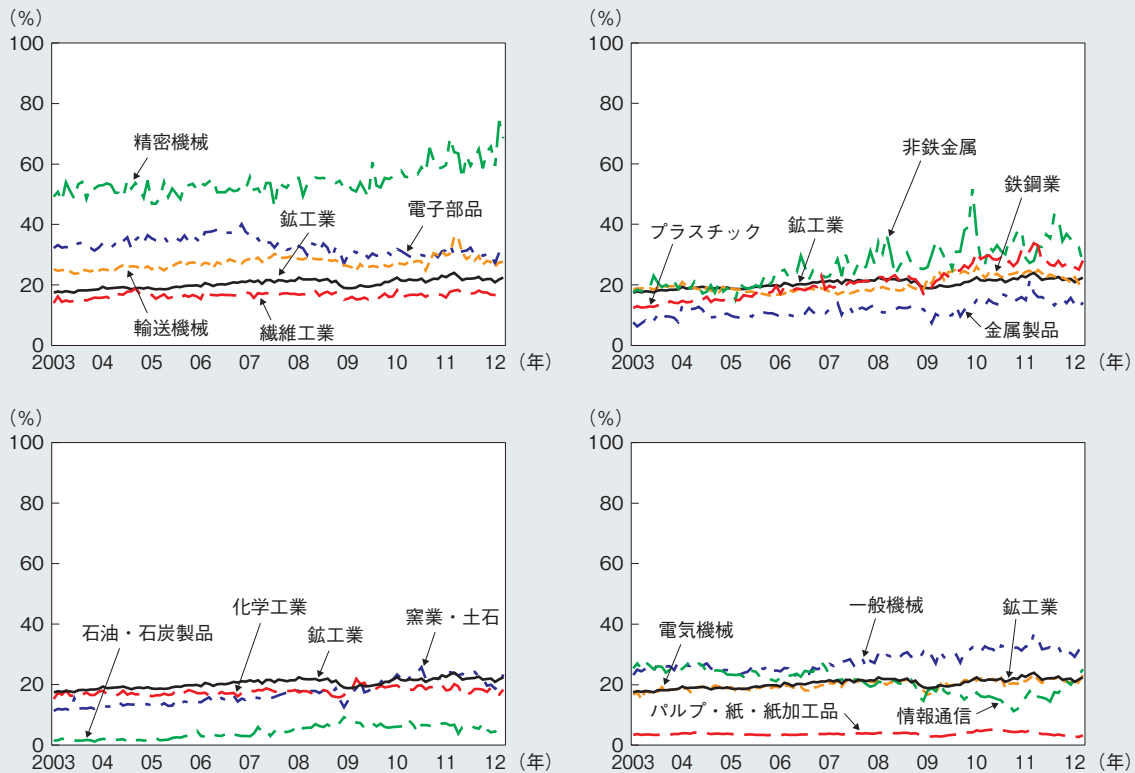 （%）
100
80
60
40
20
0
精密機械
鉱工業
電子部品
輸送機械
繊維工業
2003 04 05 06 07 08 09 10 11 12 （年）
（%）
100
80
60
40
20
0
非鉄金属
鉄鋼業
プラスチック
鉱工業
金属製品
2003 04 05 06 07 08 09 10 11 12 （年）
（%）
100
80
60
40
20
0
石油・石炭製品
化学工業
鉱工業
窯業・土石
2003 04 05 06 07 08 09 10 11 12 （年）
（%）
100
80
60
40
20
0
一般機械
鉱工業
電気機械
パルプ・紙・紙加工品
情報通信
2003 04 05 06 07 08 09 10 11 12 （年）